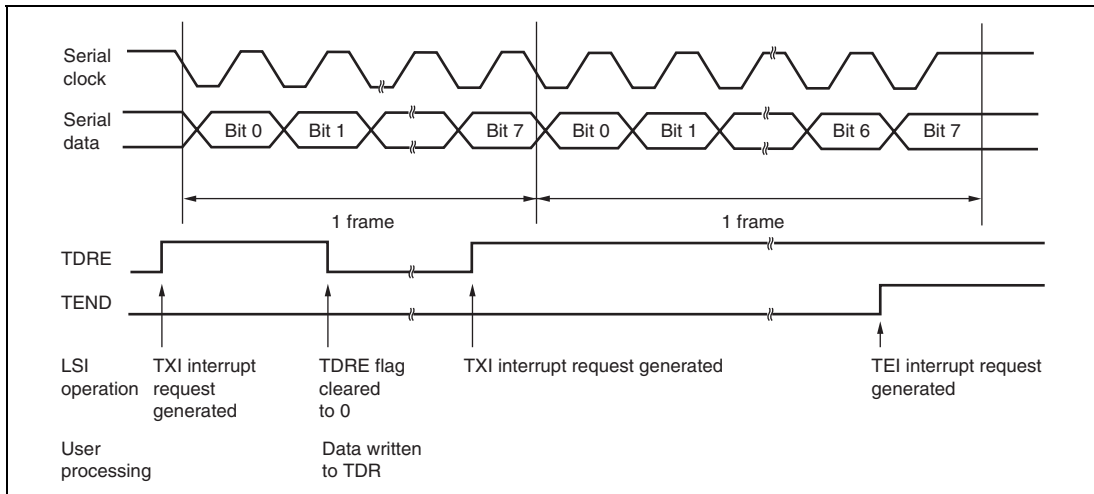 Serial
clock
Serial
data
Bit 0
Bit 1
Bit 7
Bit 0
Bit 1
Bit 6
Bit 7
1 frame
1 frame
TDRE
TEND
LSI
operation
TXI interrupt
request
generated
TDRE flag
cleared
to 0
TXI interrupt request generated
TEI interrupt request
generated
User
processing
Data written
to TDR